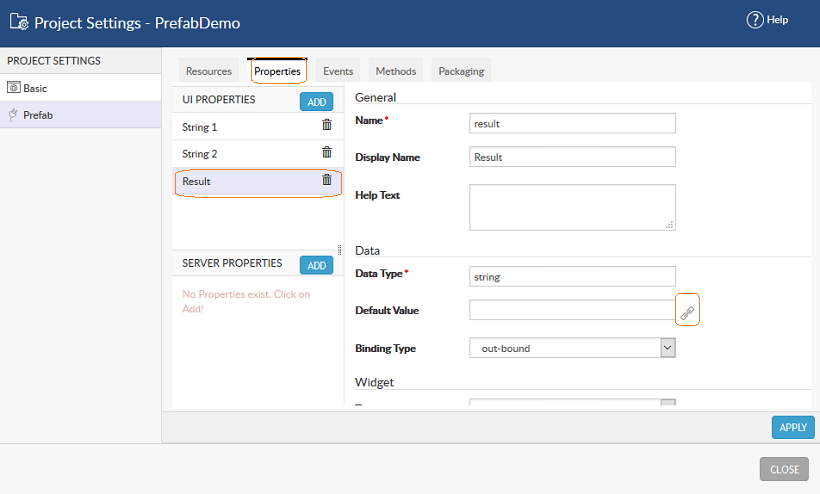 Project Settings - PrefabDemo
Help
PROJECT SETTINGS
Basic
Prefab
Resources
Properties
Events
Methods
Packaging
UI PROPERTIES
ADD
String 1
String 2
Result
SERVER PROPERTIES
ADD
No Properties exist. Click on
Add!
General
Name*
result
Display Name
Result
Help Text
Data
Data Type*
string
Default Value
Binding Type
out-bound
Widget
APPLY
CLOSE